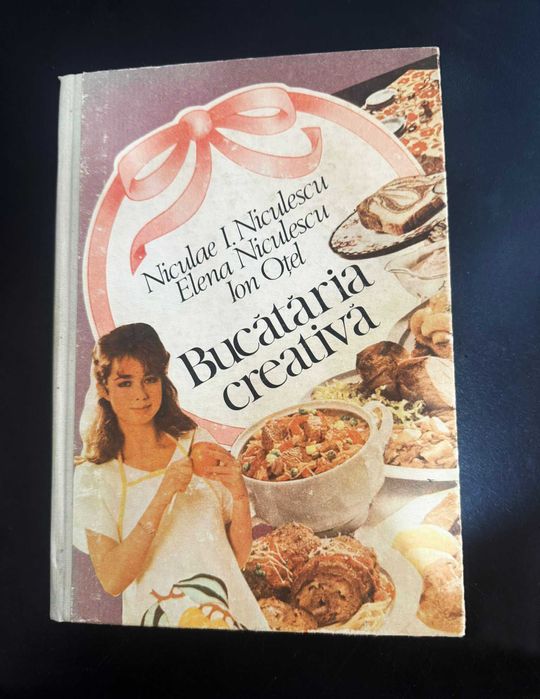 Niculae I. Niculescu
Elena Niculescu
Ion Oțel
Bucătăria
creativă